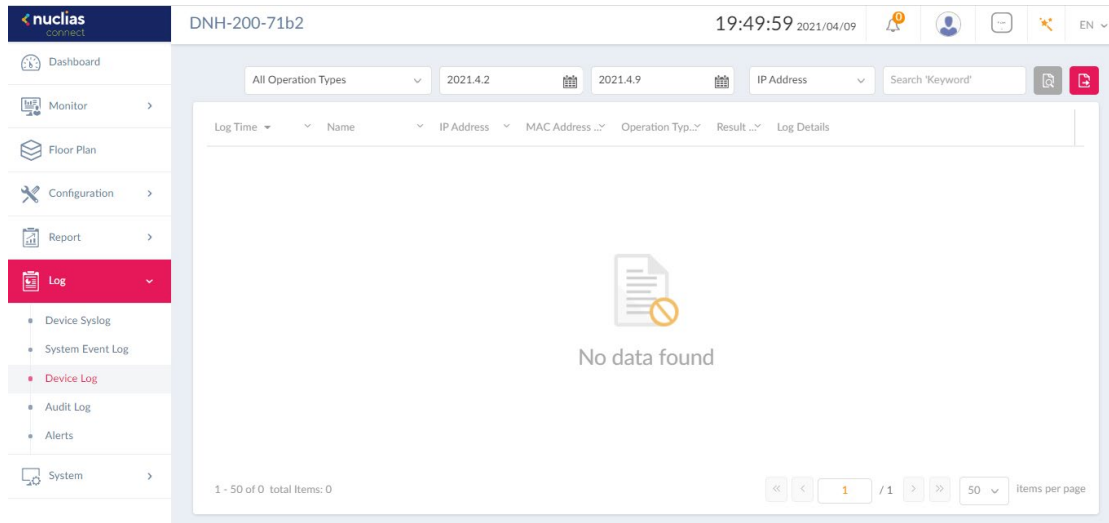 nuclias
connect
DNH-200-71b2
19:49:59 2021/04/09
0
EN
Dashboard
Monitor
Floor Plan
Configuration
Report
Log
Device Syslog
System Event Log
Device Log
Audit Log
Alerts
System
All Operation Types
2021.4.2
2021.4.9
IP Address
Search 'Keyword'
Log Time
Name
IP Address
MAC Address ...
Operation Typ...
Result ...
Log Details
No data found
1 - 50 of 0 total Items: 0
1 / 1
50
items per page